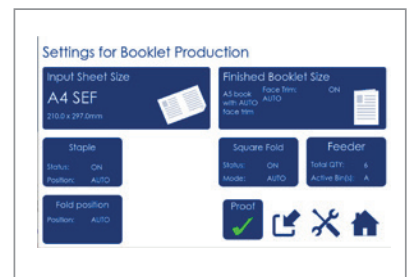 Settings for Booklet Production
Input Sheet Size
A4 SEF
210.0 x 297.0mm
Finished Booklet Size
A5 book with AUTO face trim
Face Trim: ON
AUTO
Staple
Status: ON
Position: AUTO
Square Fold
Status: ON
Mode: AUTO
Feeder
Total QTY: 6
Active Bin(s): A
Fold position
Position: AUTO
Proof